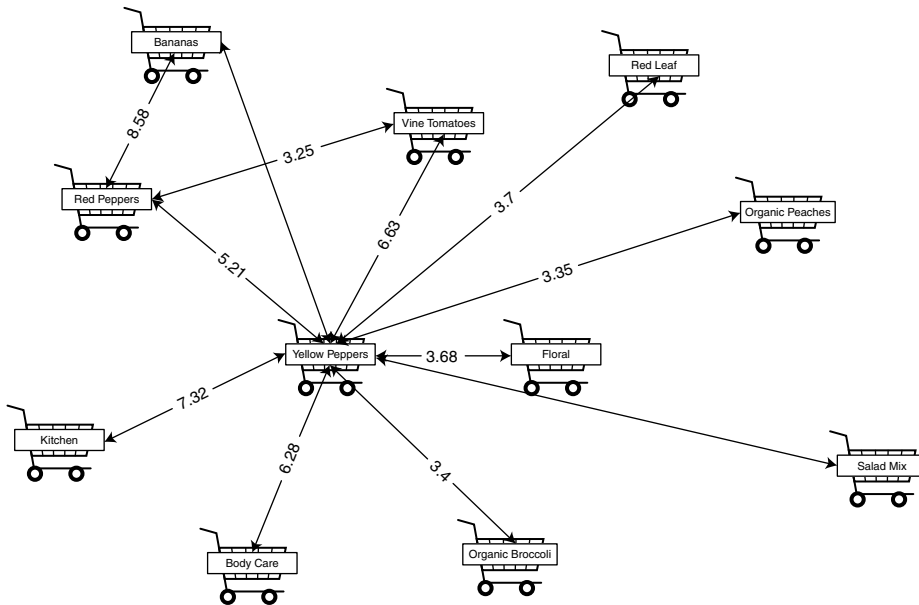 Bananas
Red Leaf
8.58
Vine Tomatoes
3.25
Red Peppers
3.7
Organic Peaches
6.63
5.21
3.35
Yellow Peppers
3.68
Floral
7.32
Kitchen
6.28
3.4
Salad Mix
Body Care
Organic Broccoli